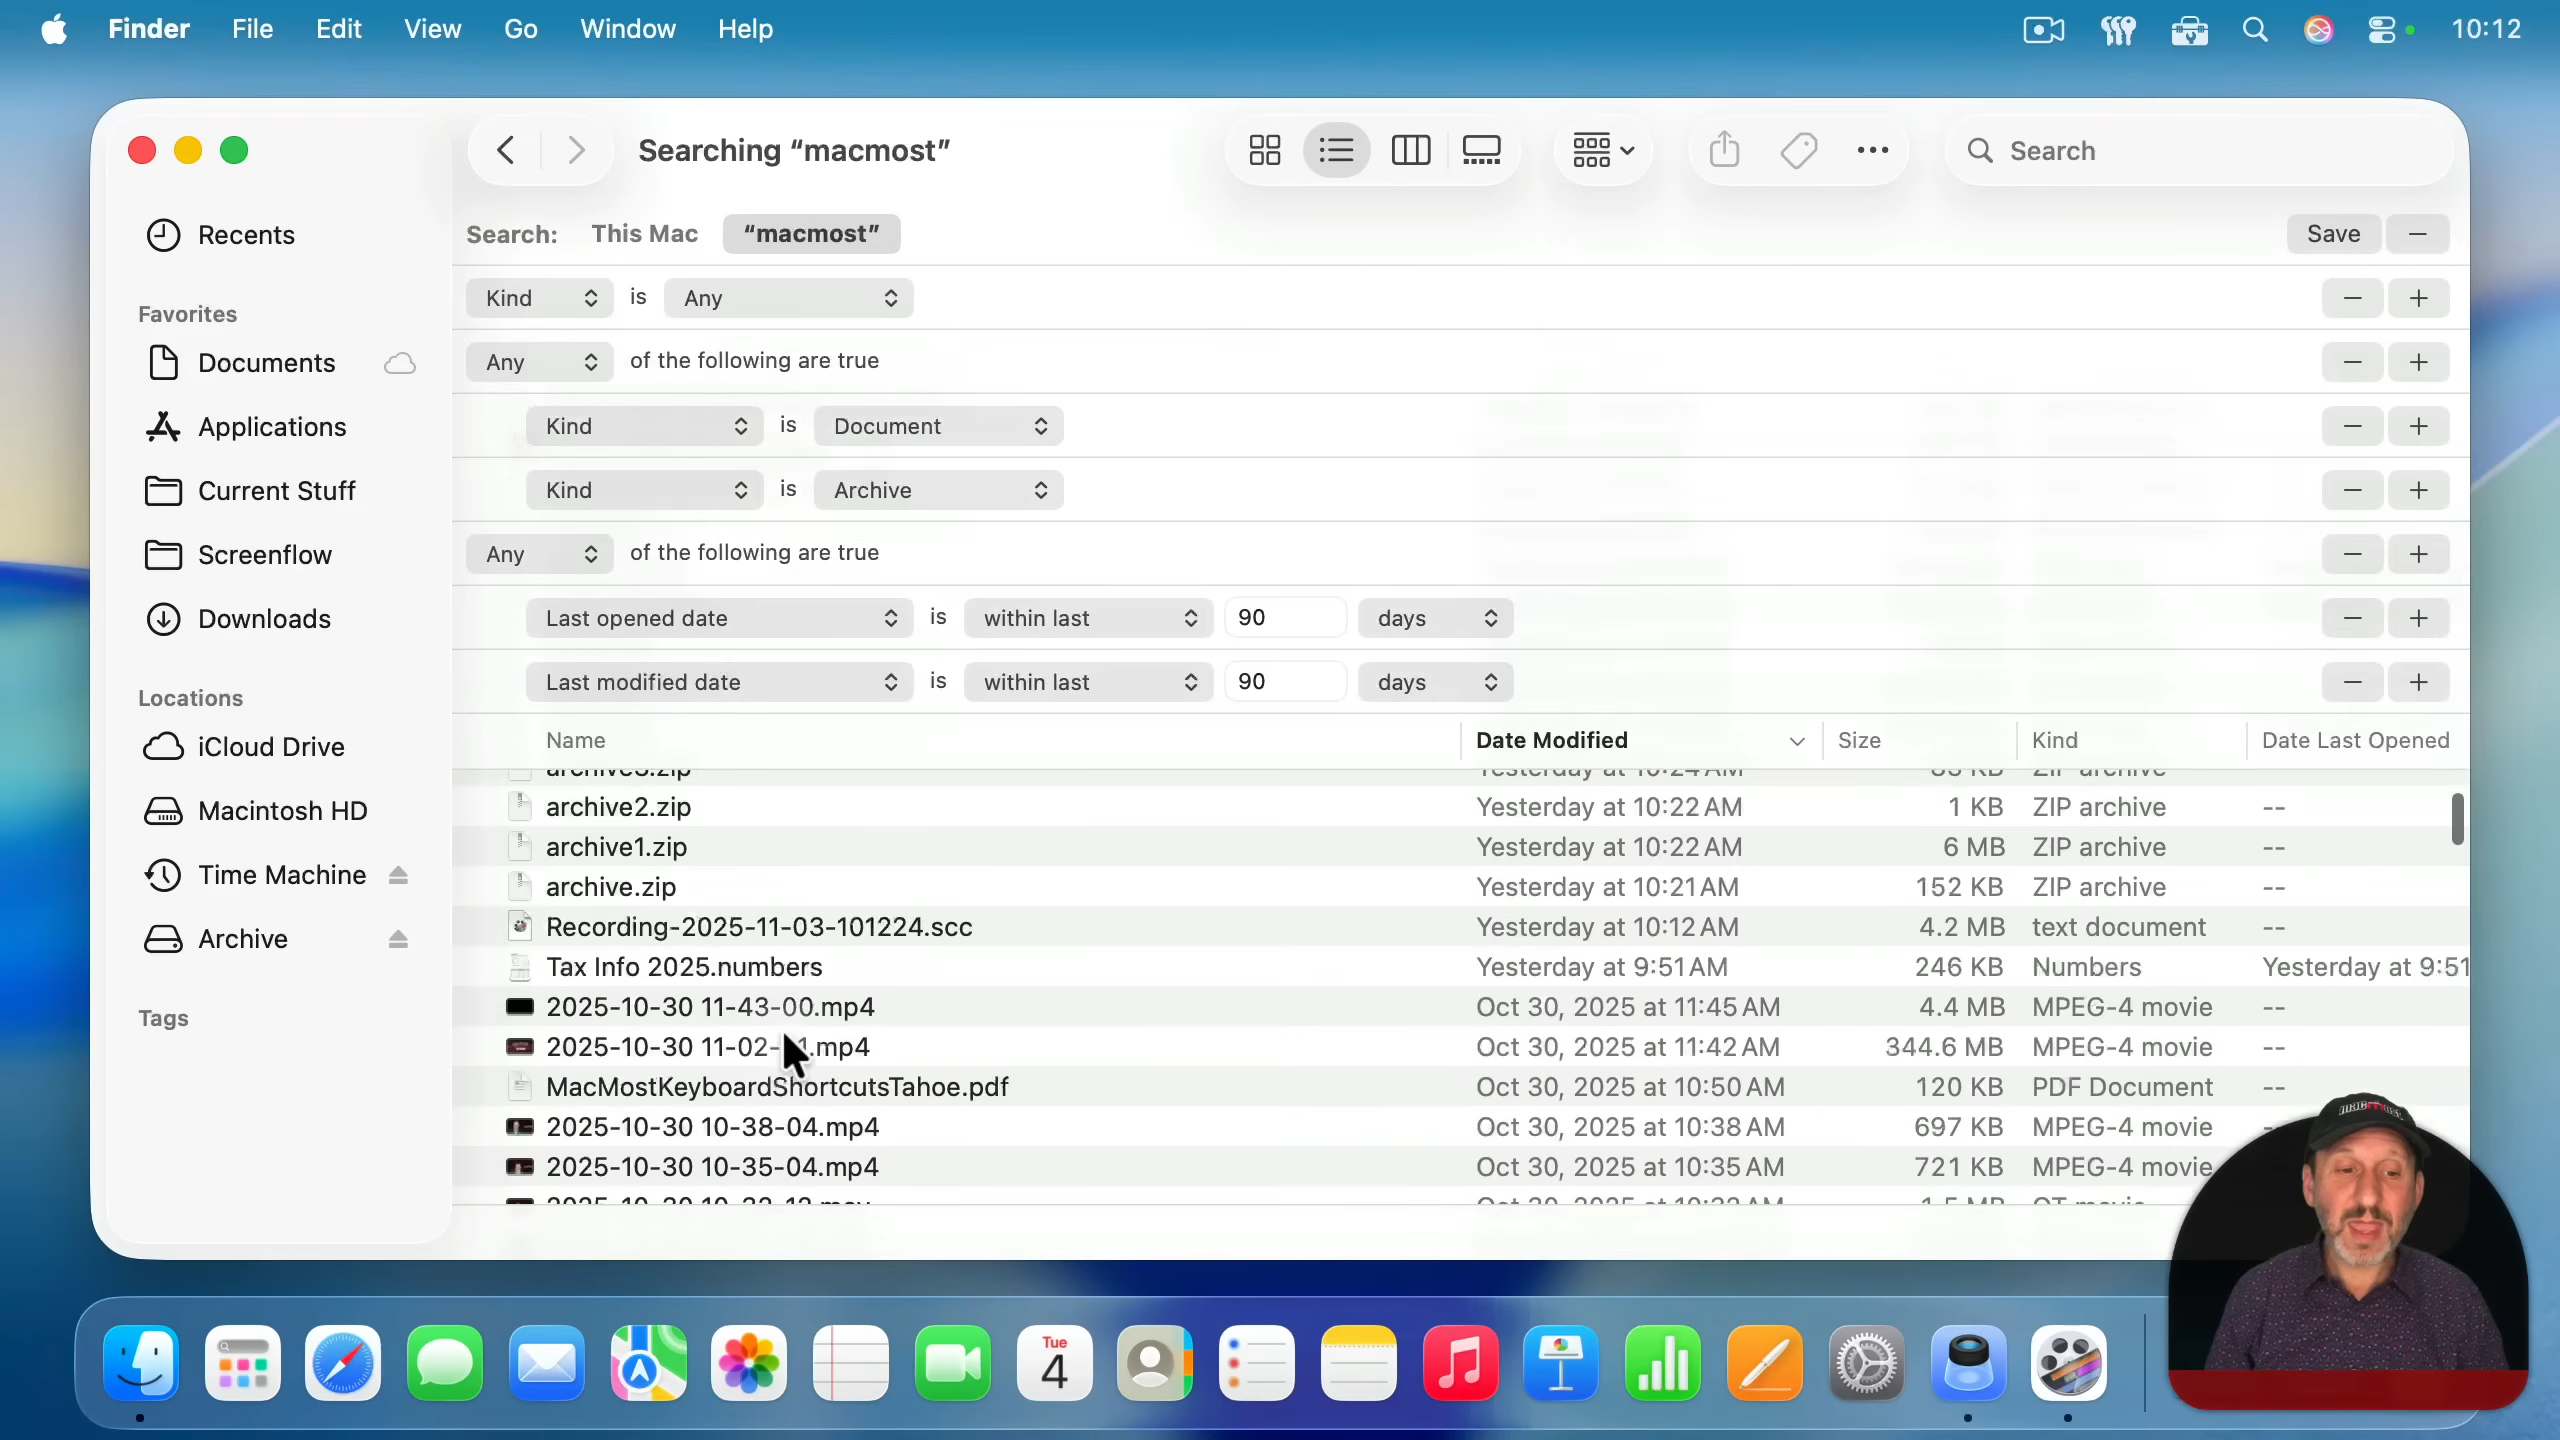 Finder File Edit View Go Window Help 10:12
Searching “macmost” Search
Search: This Mac “macmost” Save
Recents
Kind is Any
Favorites
Any of the following are true
Documents
Kind is Document
Applications
Kind is Archive
Current Stuff
Any of the following are true
Screenflow
Last opened date is within last 90 days
Downloads
Last modified date is within last 90 days
Locations
Name Date Modified Size Kind Date Last Opened
iCloud Drive
archive2.zip Yesterday at 10:22 AM 1 KB ZIP archive --
Macintosh HD
archive1.zip Yesterday at 10:22 AM 6 MB ZIP archive --
Time Machine
archive.zip Yesterday at 10:21 AM 152 KB ZIP archive --
Recording-2025-11-03-101224.scc Yesterday at 10:12 AM 4.2 MB text document --
Archive
Tax Info 2025.numbers Yesterday at 9:51 AM 246 KB Numbers Yesterday at 9:51
2025-10-30 11-43-00.mp4 Oct 30, 2025 at 11:45 AM 4.4 MB MPEG-4 movie --
Tags
2025-10-30 11-02- .mp4 Oct 30, 2025 at 11:42 AM 344.6 MB MPEG-4 movie --
MacMostKeyboardShortcutsTahoe.pdf Oct 30, 2025 at 10:50 AM 120 KB PDF Document --
2025-10-30 10-38-04.mp4 Oct 30, 2025 at 10:38 AM 697 KB MPEG-4 movie
2025-10-30 10-35-04.mp4 Oct 30, 2025 at 10:35 AM 721 KB MPEG-4 movie
Tue
4